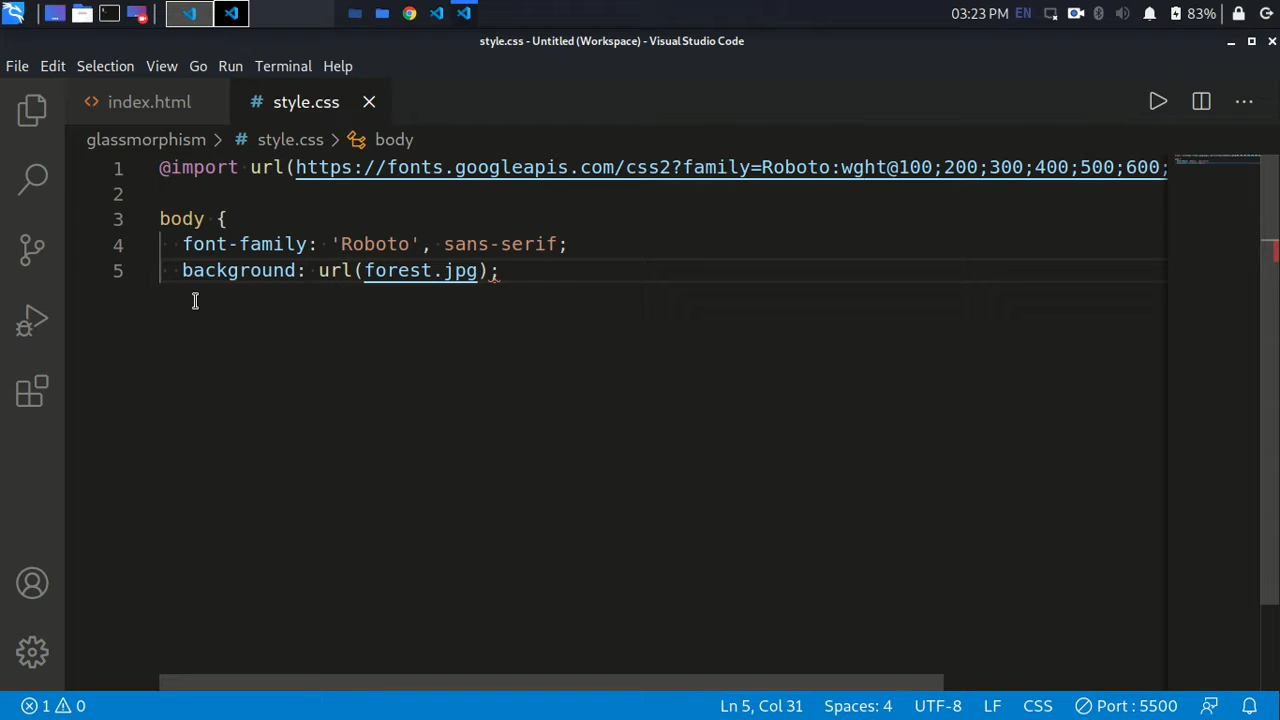 03:23 PM EN 83%
style.css - Untitled (Workspace) - Visual Studio Code
File Edit Selection View Go Run Terminal Help
<> index.html # style.css
glassmorphism > # style.css > body
1 @import url(https://fonts.googleapis.com/css2?family=Roboto:wght@100;200;300;400;500;600;
2
3 body {
4 font-family: 'Roboto', sans-serif;
5 background: url(forest.jpg);
1 0 Ln 5, Col 31 Spaces: 4 UTF-8 LF CSS Port : 5500